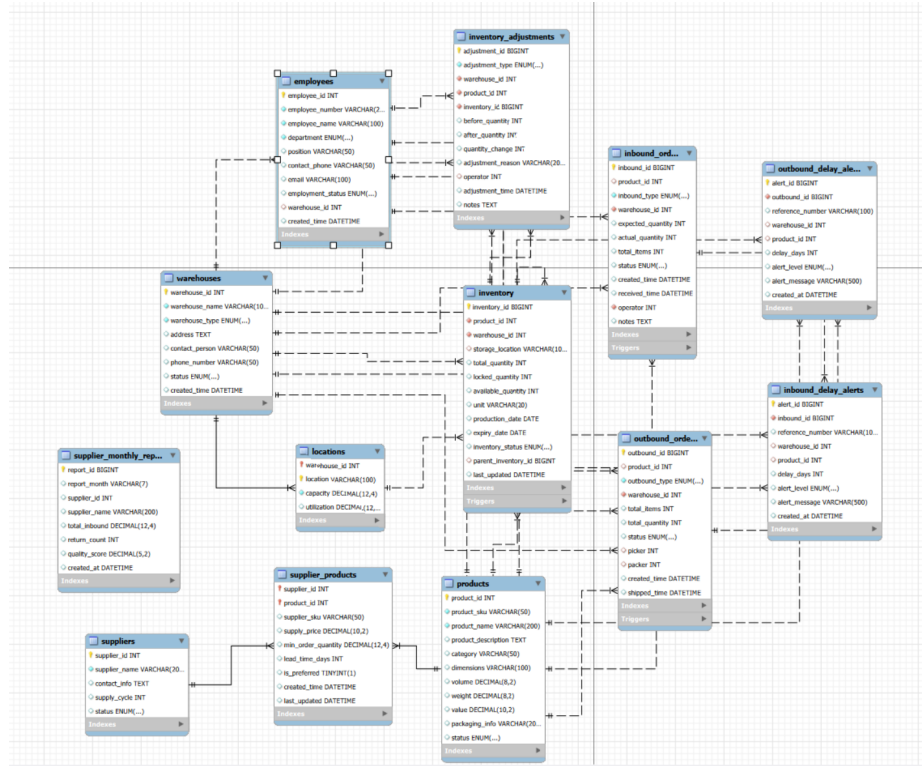 employees
employee_id INT
employee_number VARCHAR(2...
employee_name VARCHAR(100)
department ENUM(...)
position VARCHAR(50)
contact_phone VARCHAR(50)
email VARCHAR(100)
employment_status ENUM(...)
warehouse_id INT
created_time DATETIME
inventory_adjustments
adjustment_id BIGINT
adjustment_type ENUM(...)
warehouse_id INT
product_id INT
inventory_id BIGINT
before_quantity INT
after_quantity INT
quantity_change INT
adjustment_reason VARCHAR(20...
operator INT
adjustment_time DATETIME
notes TEXT
Indexes
Indexes
inbound_ord...
inbound_id BIGINT
product_id INT
inbound_type ENUM(...)
warehouse_id INT
expected_quantity INT
actual_quantity INT
total_items INT
status ENUM(...)
created_time DATETIME
received_time DATETIME
operator INT
notes TEXT
Indexes
Triggers
outbound_delay_ale...
alert_id BIGINT
outbound_id BIGINT
reference_number VARCHAR(100)
warehouse_id INT
product_id INT
delay_days INT
alert_level ENUM(...)
alert_message VARCHAR(500)
created_at DATETIME
Indexes
warehouses
warehouse_id INT
warehouse_name VARCHAR(10...
warehouse_type ENUM(...)
address TEXT
contact_person VARCHAR(50)
phone_number VARCHAR(50)
status ENUM(...)
created_time DATETIME
Indexes
inventory
inventory_id BIGINT
product_id INT
warehouse_id INT
storage_location VARCHAR(10...
total_quantity INT
locked_quantity INT
available_quantity INT
unit VARCHAR(20)
production_date DATE
expiry_date DATE
inventory_status ENUM(...)
parent_inventory_id BIGINT
last_updated DATETIME
Indexes
Triggers
inbound_delay_alerts
alert_id BIGINT
inbound_id BIGINT
reference_number VARCHAR(10...
warehouse_id INT
product_id INT
delay_days INT
alert_level ENUM(...)
alert_message VARCHAR(500)
created_at DATETIME
Indexes
supplier_monthly_rep...
report_id BIGINT
report_month VARCHAR(7)
supplier_id INT
supplier_name VARCHAR(200)
total_inbound DECIMAL(12,4)
return_count INT
quality_score DECIMAL(5,2)
created_at DATETIME
Indexes
locations
warehouse_id INT
location VARCHAR(100)
capacity DECIMAL(12,4)
utilization DECIMAL(12,...
Indexes
outbound_orde...
outbound_id BIGINT
product_id INT
outbound_type ENUM(...)
warehouse_id INT
total_items INT
total_quantity INT
status ENUM(...)
picker INT
packer INT
created_time DATETIME
shipped_time DATETIME
Indexes
Triggers
supplier_products
supplier_id INT
product_id INT
supplier_sku VARCHAR(50)
supply_price DECIMAL(10,2)
min_order_quantity DECIMAL(12,4)
lead_time_days INT
is_preferred TINYINT(1)
created_time DATETIME
last_updated DATETIME
Indexes
products
product_id INT
product_sku VARCHAR(50)
product_name VARCHAR(200)
product_description TEXT
category VARCHAR(50)
dimensions VARCHAR(100)
volume DECIMAL(8,2)
weight DECIMAL(8,2)
value DECIMAL(10,2)
packaging_info VARCHAR(20...
status ENUM(...)
Indexes
suppliers
supplier_id INT
supplier_name VARCHAR(20...
contact_info TEXT
supply_cycle INT
status ENUM(...)
Indexes